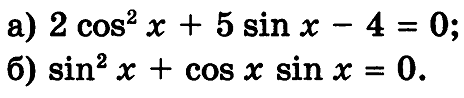 а) 2 cos² x + 5 sin x − 4 = 0;
б) sin² x + cos x sin x = 0.